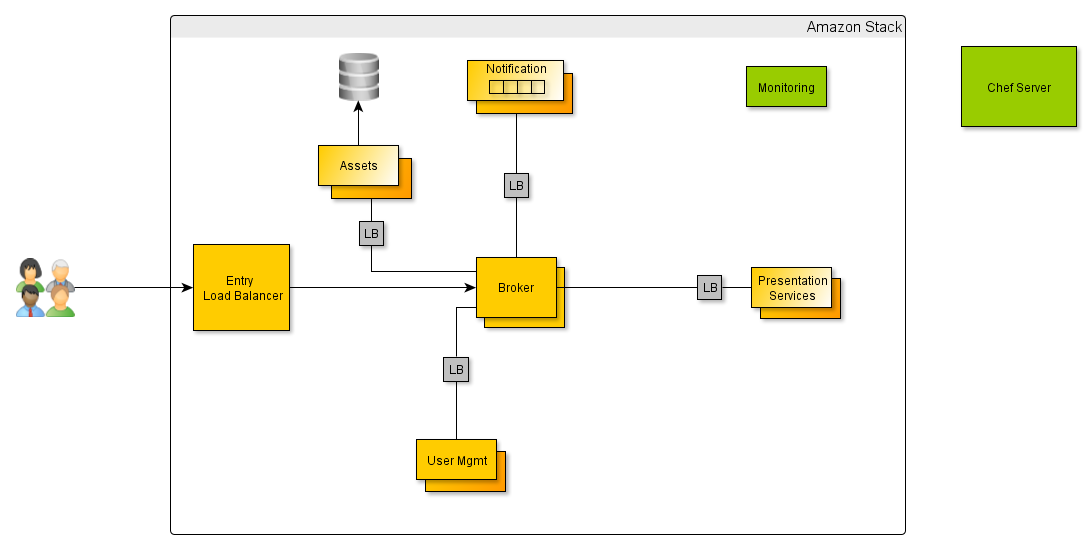 Amazon Stack
Notification
Monitoring
Chef Server
Assets
LB
LB
Entry
Load Balancer
Broker
LB
Presentation
Services
LB
User Mgmt